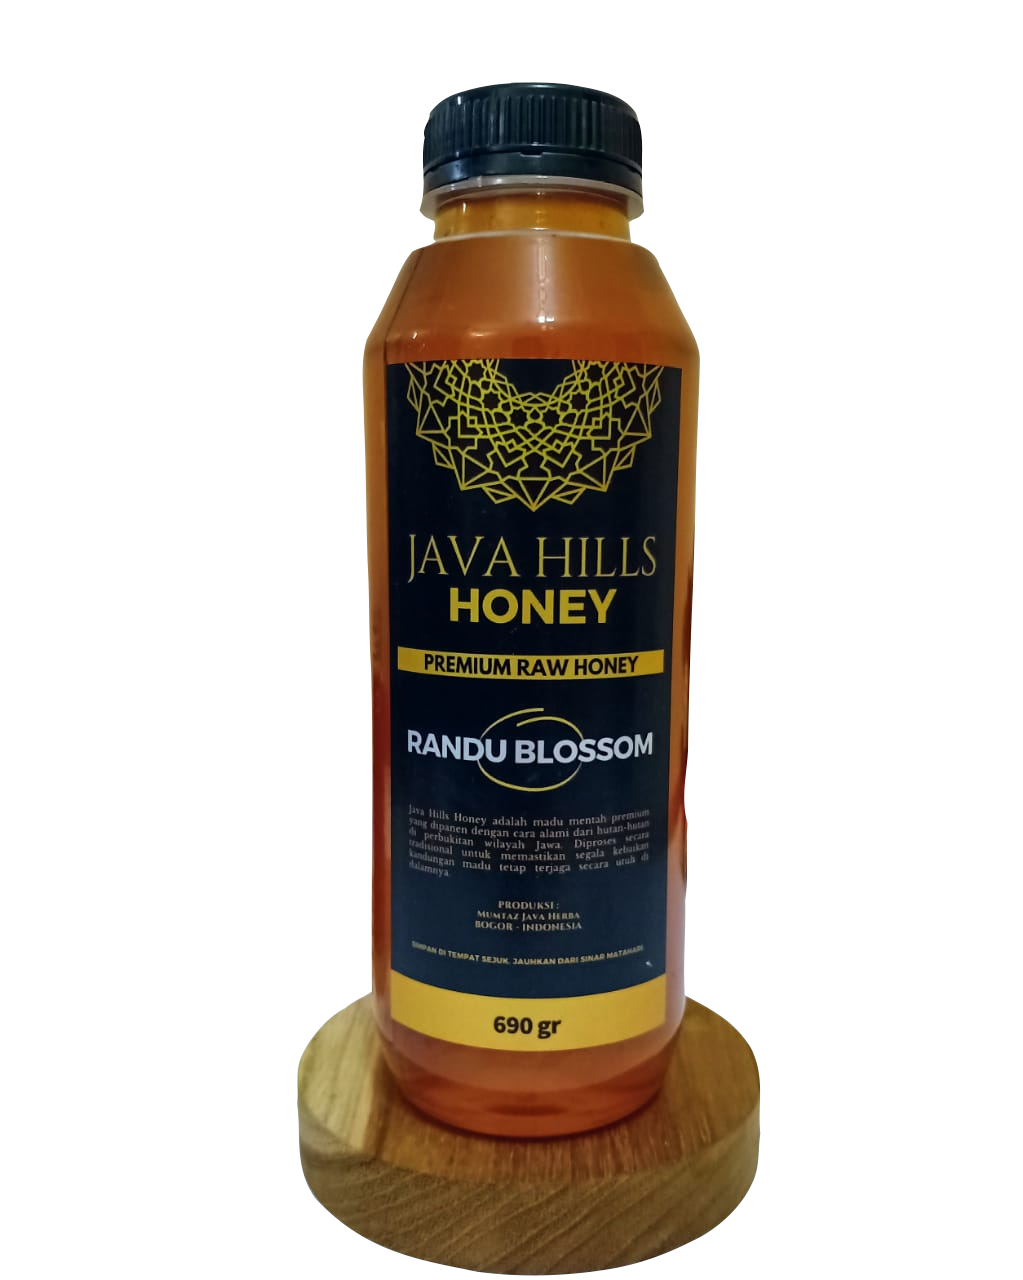 JAVA HILLS
HONEY
PREMIUM RAW HONEY
RANDU BLOSSOM
Java Hills Honey adalah madu mentah premium
yang dipanen dengan cara alami dari hutan-hutan
di perbukitan wilayah Jawa. Diproses secara
tradisional untuk memastikan segala kebaikan
kandungan madu tetap terjaga secara utuh di
dalamnya.
PRODUKSI :
MUMTAZ JAVA HERBA
BOGOR - INDONESIA
SIMPAN DI TEMPAT SEJUK. JAUHKAN DARI SINAR MATAHARI
690 gr